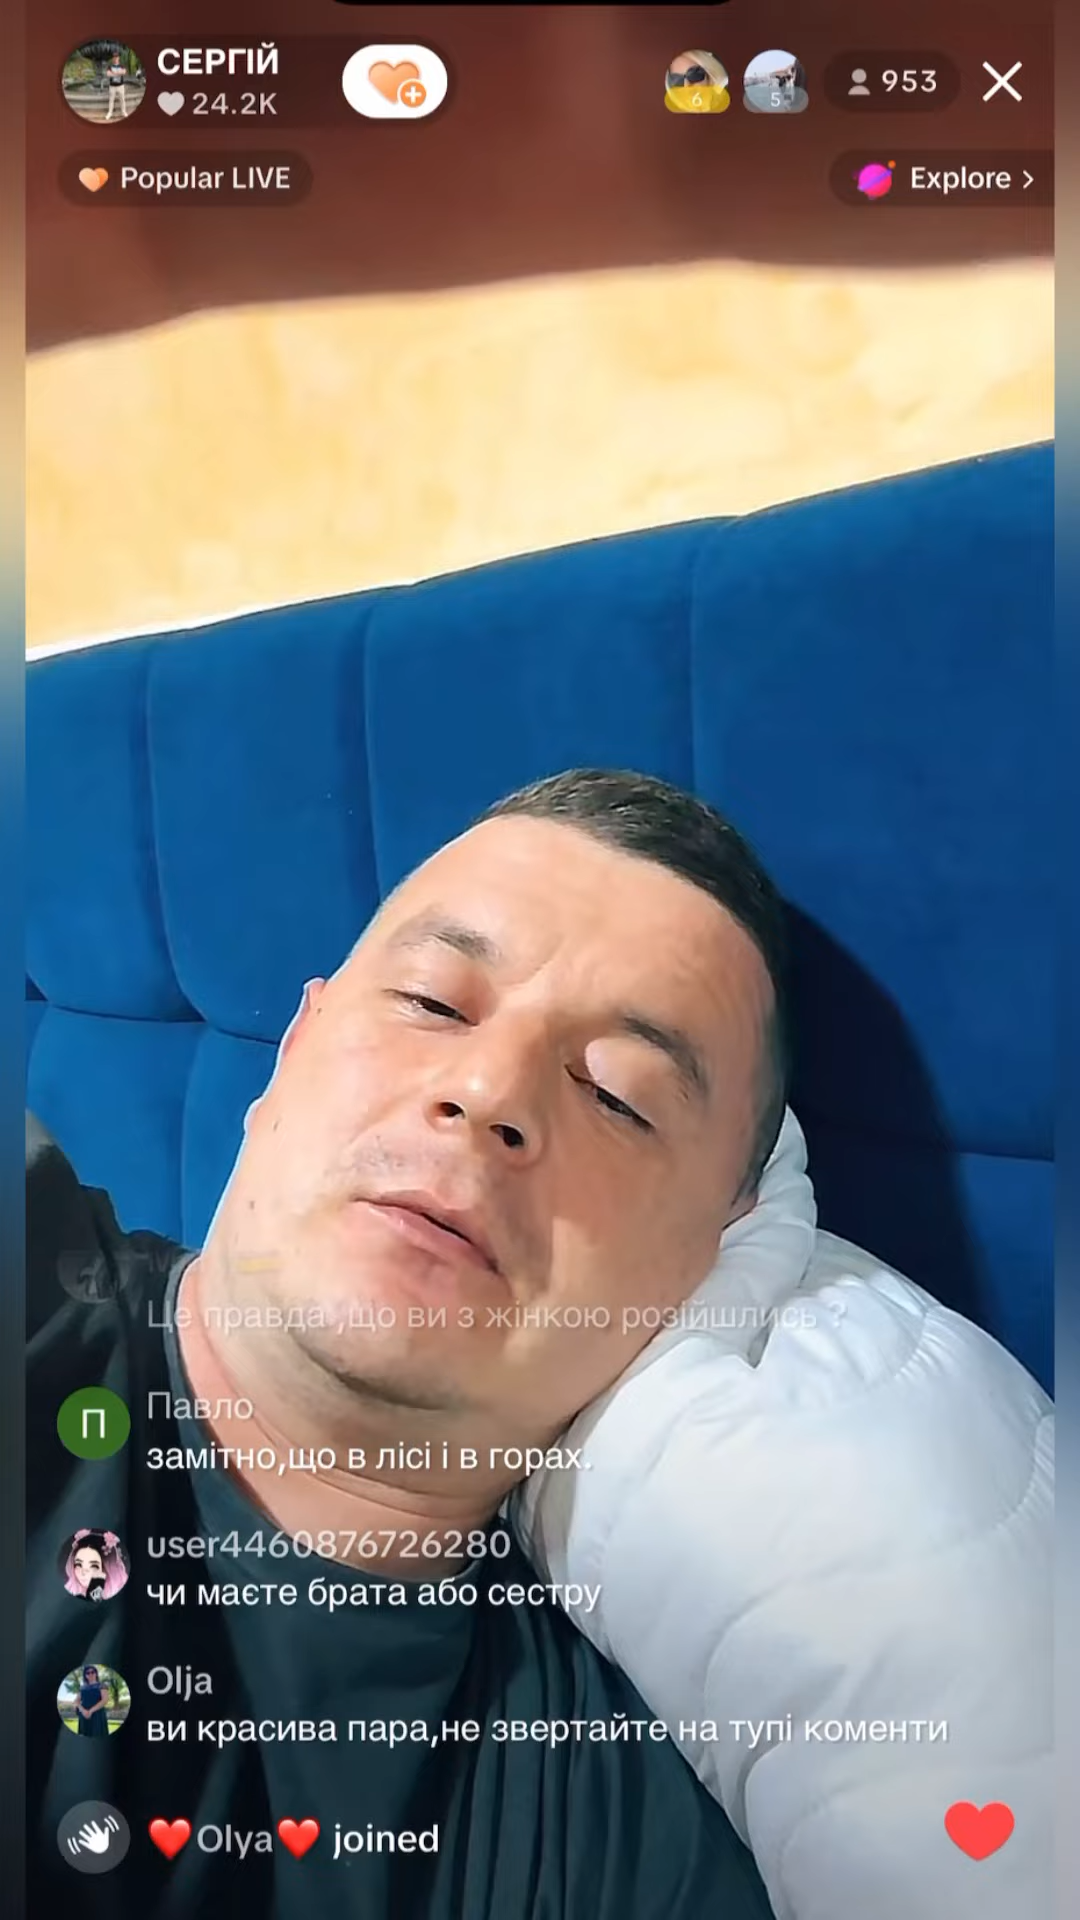 СЕРГІЙ
24.2K
6
5
953
Popular LIVE
Explore
Це правда ,що ви з жінкою розійшлись ?
Павло
замітно,що в лісі і в горах.
П
user4460876726280
чи маєте брата або сестру
Olja
ви красива пара,не звертайте на тупі коменти
❤️Olya❤️ joined